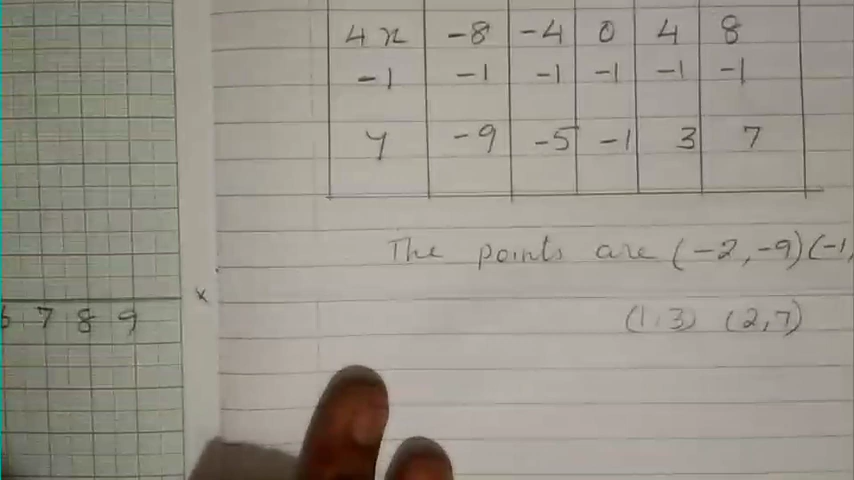 4x -8 -4 0 4 8
-1 -1 -1 -1 -1 -1
y -9 -5 -1 3 7
The points are (-2, -9) (-1,
(1, 3) (2, 7)
x
7 8 9